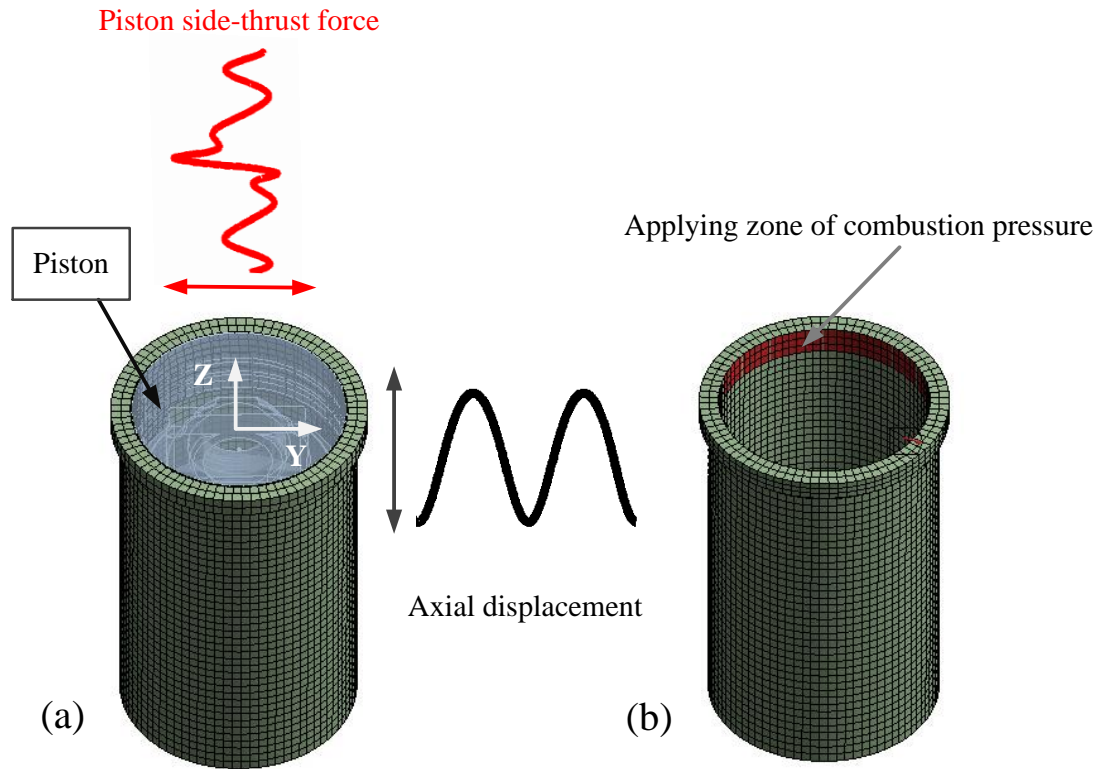 Piston side-thrust force
Applying zone of combustion pressure
Piston
Z
Y
Axial displacement
(a)
(b)